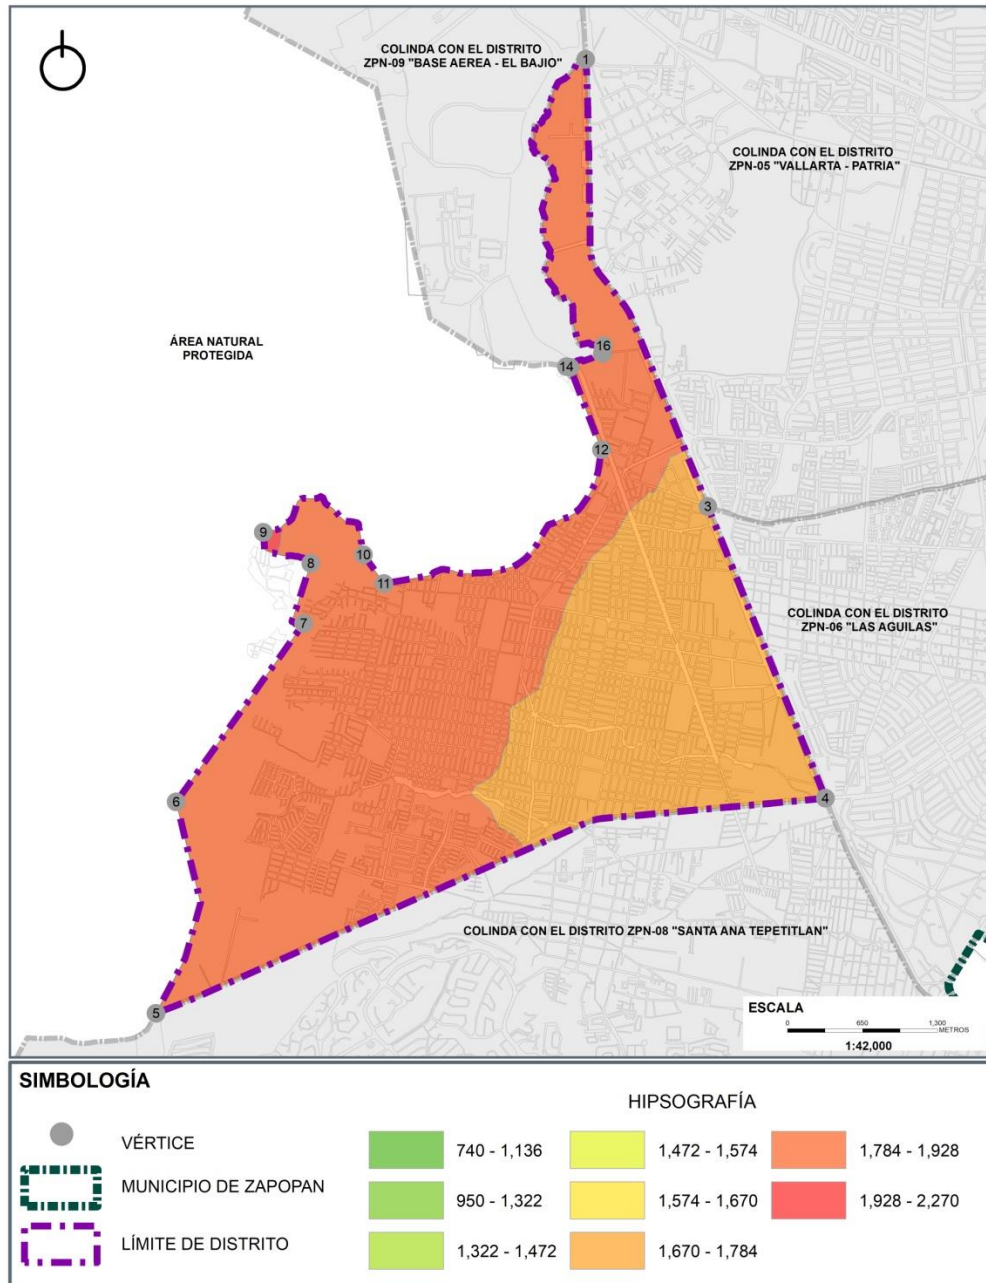 COLINDA CON EL DISTRITO
ZPN-09 "BASE AEREA - EL BAJIO"
1
COLINDA CON EL DISTRITO
ZPN-05 "VALLARTA - PATRIA"
ÁREA NATURAL
PROTEGIDA
16
14
12
3
9
10
8
11
7
COLINDA CON EL DISTRITO
ZPN-06 "LAS AGUILAS"
6
4
COLINDA CON EL DISTRITO ZPN-08 "SANTA ANA TEPETITLAN"
5
ESCALA
0 650 1,300
METROS
1:42,000
SIMBOLOGÍA
VÉRTICE
MUNICIPIO DE ZAPOPAN
LÍMITE DE DISTRITO
HIPSOGRAFÍA
740 - 1,136
950 - 1,322
1,322 - 1,472
1,472 - 1,574
1,574 - 1,670
1,670 - 1,784
1,784 - 1,928
1,928 - 2,270